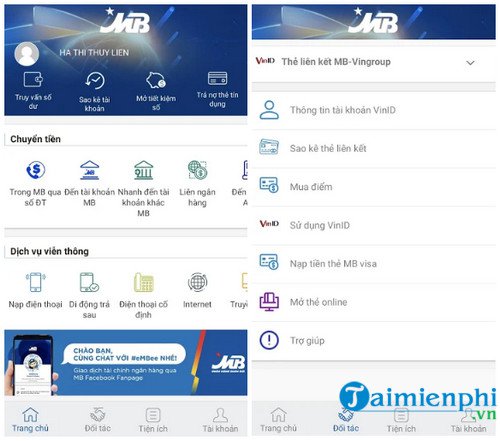 MB
HA THI THUY LIEN
Truy vấn số dư
Sao kê tài khoản
Mở tiết kiệm số
Trả nợ thẻ tín dụng
Chuyển tiền
Trong MB qua số ĐT
Đến tài khoản MB
Nhanh đến tài khoản khác MB
Liên ngân hàng
Đến A
Dịch vụ viễn thông
Nạp điện thoại
Di động trả sau
Điện thoại cố định
Internet
Truyề
CHÀO BẠN,
CÙNG CHAT VỚI #eMBee NHÉ!
Giao dịch tài chính ngân hàng qua
MB Facebook Fanpage
MB
NGÂN HÀNG QUÂN ĐỘI
Trang chủ
Đối tác
Tiện ích
Tài khoản
MB
VinID Thẻ liên kết MB-Vingroup
Thông tin tài khoản VinID
Sao kê thẻ liên kết
Mua điểm
VinID Sử dụng VinID
Nạp tiền thẻ MB visa
Mở thẻ online
Trợ giúp
Trang chủ
Đối tác
Tiện ích
Tài khoản
Taimienphi
.vn